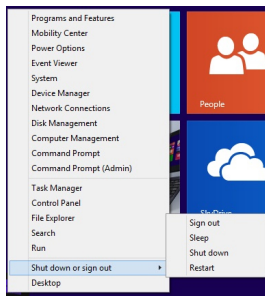 Programs and Features
Mobility Center
Power Options
Event Viewer
System
Device Manager
Network Connections
Disk Management
Computer Management
Command Prompt
Command Prompt (Admin)
Task Manager
Control Panel
File Explorer
Search
Run
Shut down or sign out
Desktop
Sign out
Sleep
Shut down
Restart
People
SkyDrive